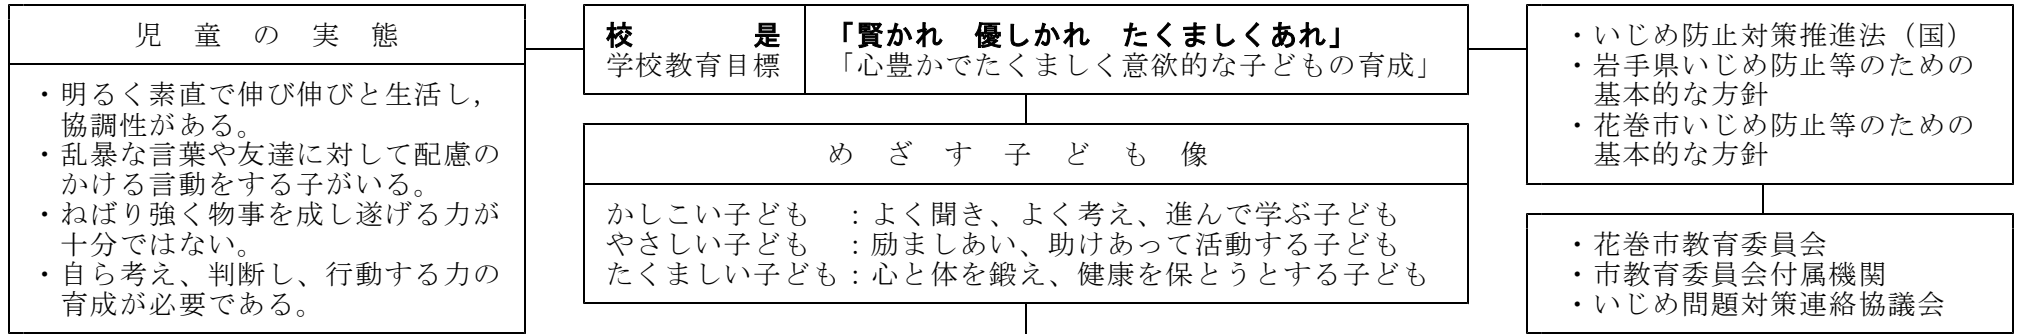 児 童 の 実 態
・明るく素直で伸び伸びと生活し,
協調性がある。
・乱暴な言葉や友達に対して配慮の
かける言動をする子がいる。
・ねばり強く物事を成し遂げる力が
十分ではない。
・自ら考え、判断し、行動する力の
育成が必要である。
校 是 「賢かれ 優しかれ たくましくあれ」
学校教育目標 「心豊かでたくましく意欲的な子どもの育成」
め ざ す 子 ど も 像
かしこい子ども :よく聞き、よく考え、進んで学ぶ子ども
やさしい子ども :励ましあい、助けあって活動する子ども
たくましい子ども:心と体を鍛え、健康を保とうとする子ども
・いじめ防止対策推進法(国)
・岩手県いじめ防止等のための
基本的な方針
・花巻市いじめ防止等のための
基本的な方針
・花巻市教育委員会
・市教育委員会付属機関
・いじめ問題対策連絡協議会